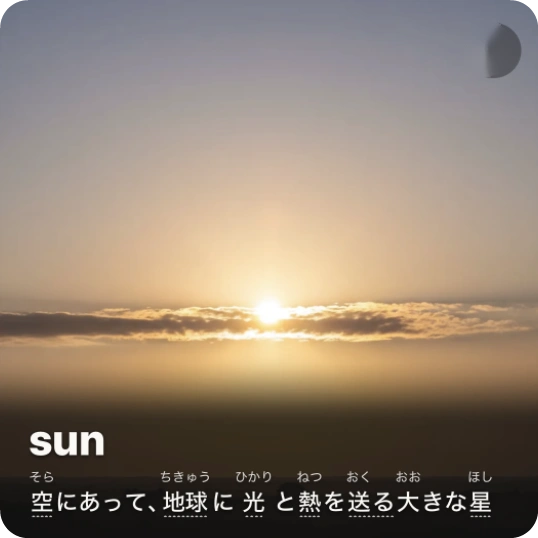 sun
そら ちきゅう ひかり ねつ おく おお ほし
空にあって、地球に光と熱を送る大きな星